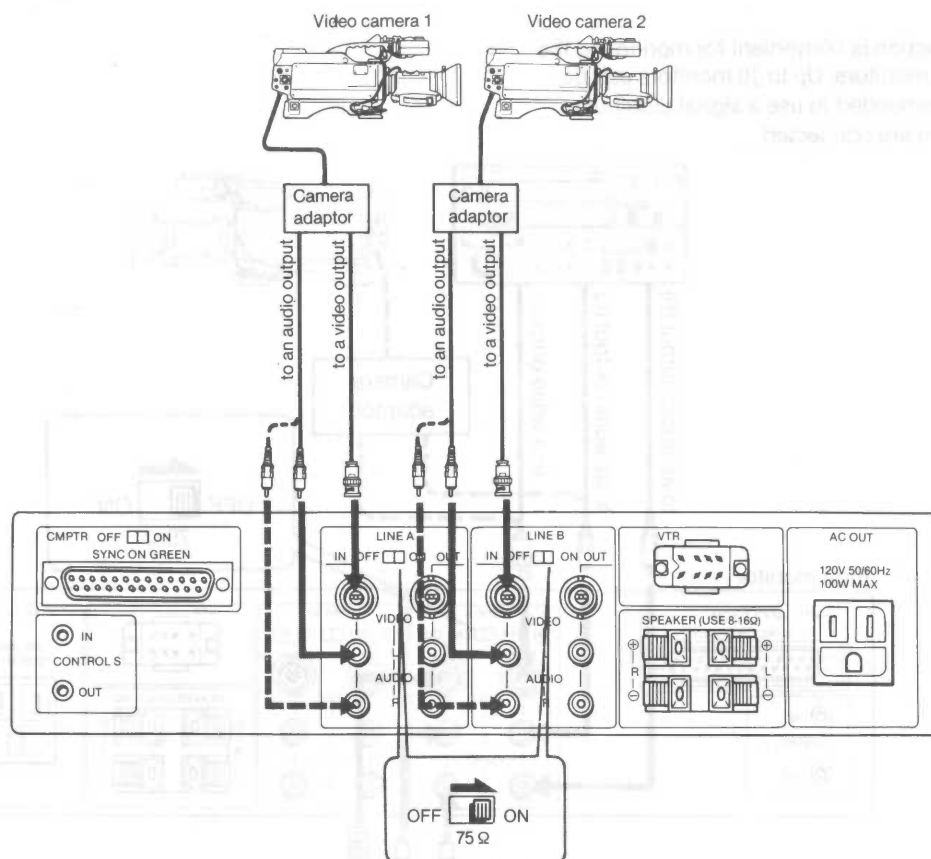 Video camera 1
Video camera 2
Camera
adaptor
Camera
adaptor
to an audio output
to a video output
to an audio output
to a video output
CMPTR OFF ON
SYNC ON GREEN
IN
CONTROL S
OUT
LINE A
IN OFF ON OUT
VIDEO
L
AUDIO
R
LINE B
IN OFF ON OUT
VIDEO
L
AUDIO
R
VTR
SPEAKER (USE 8-16Ω)
⊕ ⊕
R
⊖ ⊖
AC OUT
120V 50/60Hz
100W MAX
OFF ON
75 Ω